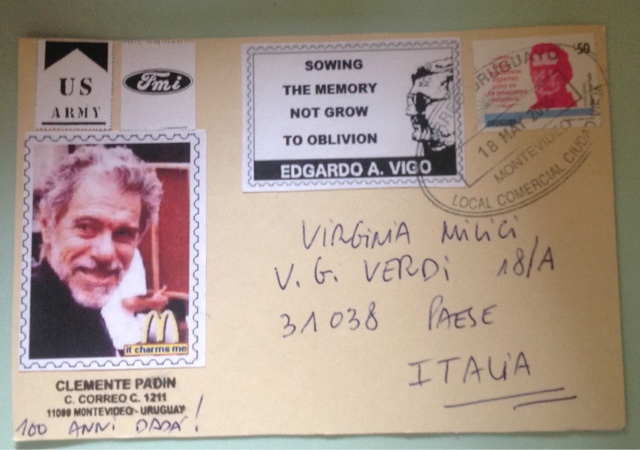 US
ARMY
Fmi
SOWING
THE MEMORY
NOT GROW
TO OBLIVION
EDGARDO A. VIGO
50
URUGUAYO
18 MAY
MONTEVIDEO
LOCAL COMERCIAL
it charms me
CLEMENTE PADIN
C. CORREO C. 1211
11000 MONTEVIDEO - URUGUAY
100 ANNI DADA!
VIRGINIA MILICI
V. G. VERDI 18/A
31038 PAESE
ITALIA